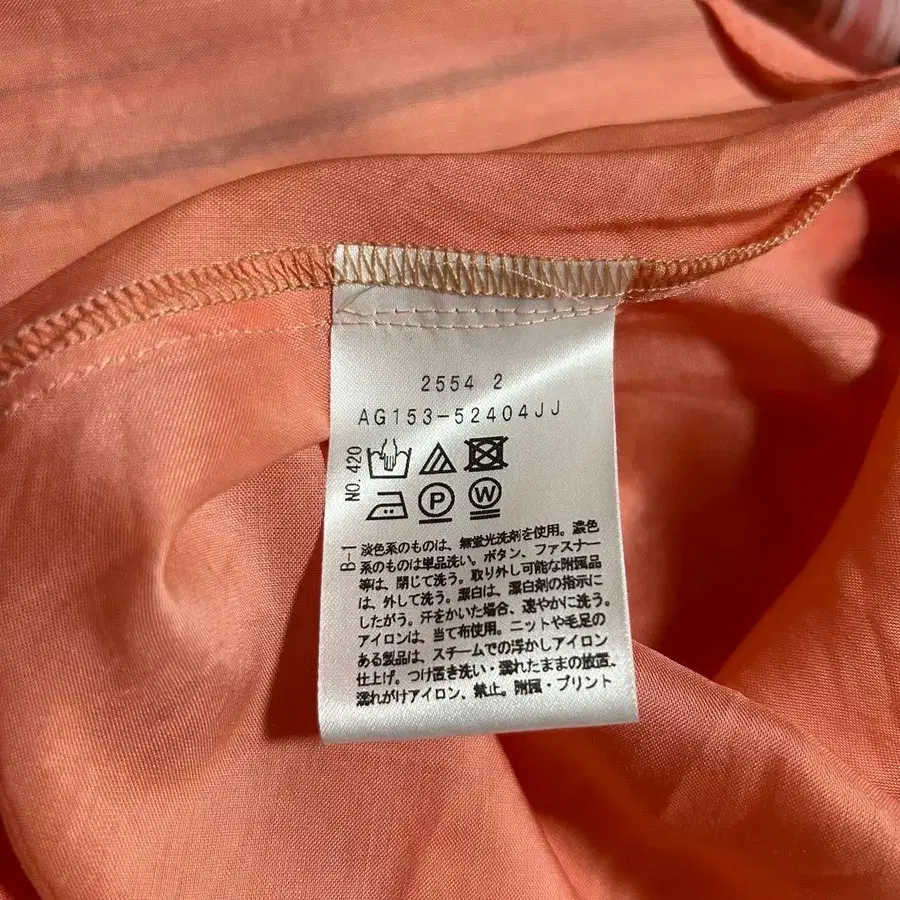 2554 2
AG153-52404JJ
NO.420
P
W
B-1
淡色系のものは、無蛍光洗剤を使用。濃色
系のものは単品洗い。ボタン、ファスナー
等は、閉じて洗う。取り外し可能な附属品
は、外して洗う。漂白は、漂白剤の指示に
したがう。汗をかいた場合、速やかに洗う。
アイロンは、当て布使用。ニットや毛足の
ある製品は、スチームでの浮かしアイロン
仕上げ。つけ置き洗い・濡れたままの放置、
濡れがけアイロン、禁止。附属・プリント